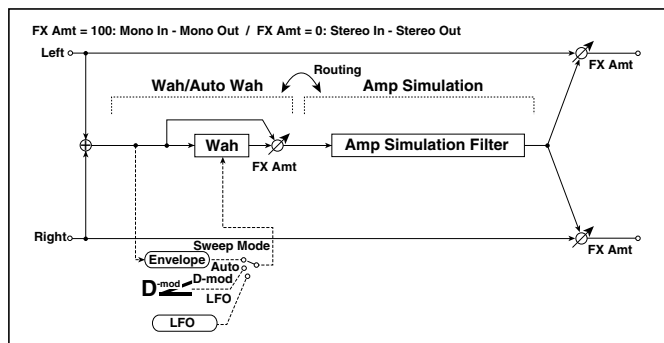 FX Amt = 100: Mono In - Mono Out / FX Amt = 0: Stereo In - Stereo Out
Left
FX Amt
Routing
Wah/Auto Wah
Amp Simulation
Wah
FX Amt
Amp Simulation Filter
Right
FX Amt
Sweep Mode
Envelope
Auto
D-mod
D-mod
LFO
LFO